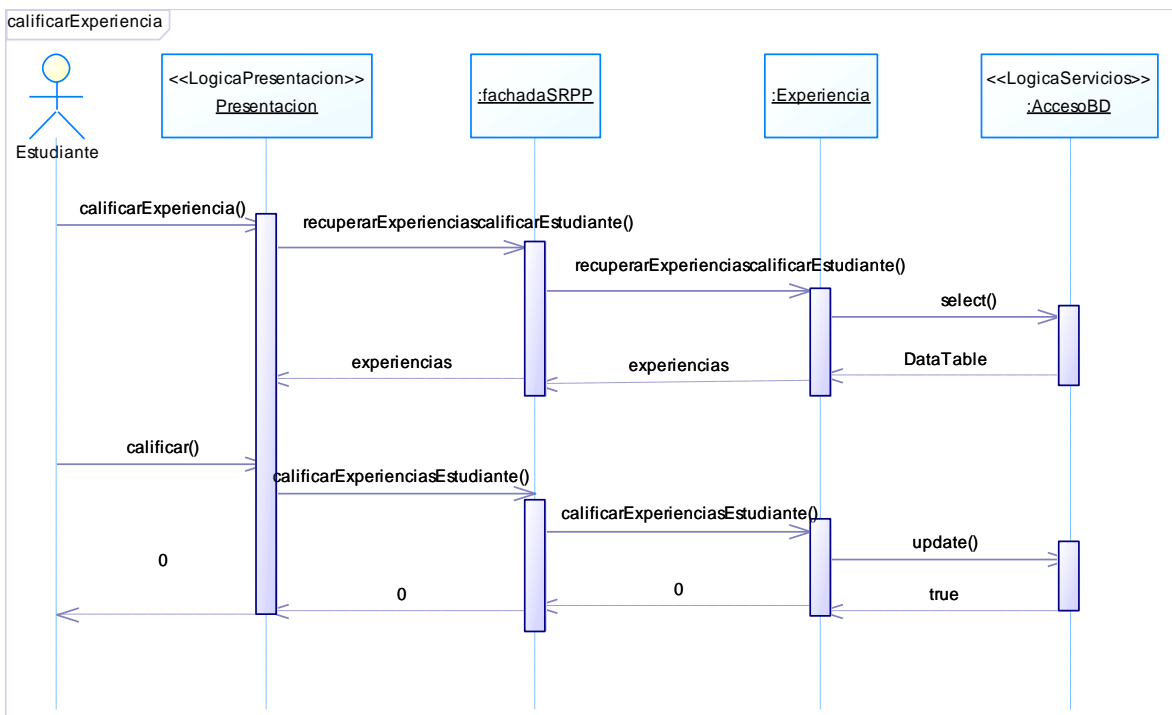 calificarExperiencia
<<LogicaPresentacion>>
Presentacion
:fachadaSRPP
:Experiencia
<<LogicaServicios>>
:AccesoBD
Estudiante
calificarExperiencia()
recuperarExperienciascalificarEstudiante()
recuperarExperienciascalificarEstudiante()
select()
DataTable
experiencias
experiencias
calificar()
calificarExperienciasEstudiante()
calificarExperienciasEstudiante()
update()
true
0
0
0